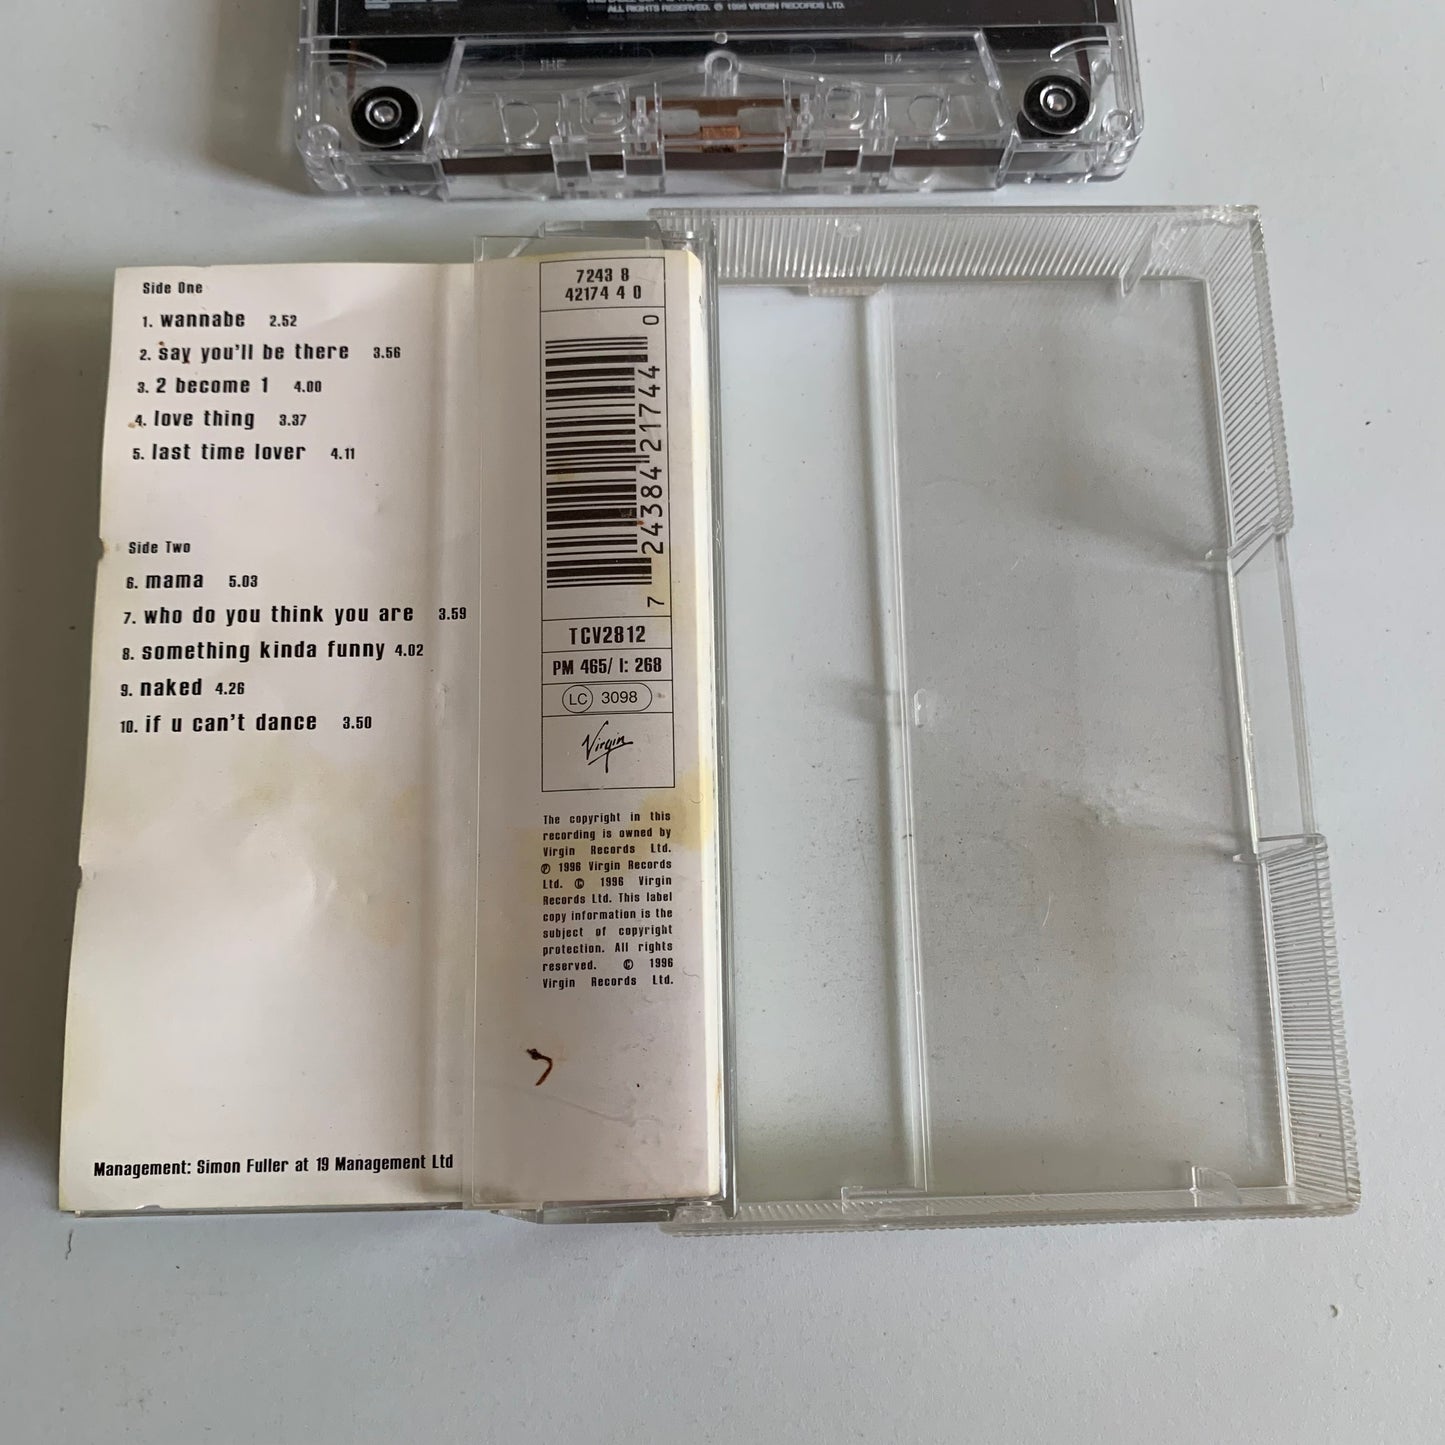 ALL RIGHTS RESERVED. © 1996 VIRGIN RECORDS LTD.
Side One
1. wannabe 2.52
2. say you'll be there 3.56
3. 2 become 1 4.00
4. love thing 3.37
5. last time lover 4.11
Side Two
6. mama 5.03
7. who do you think you are 3.59
8. something kinda funny 4.02
9. naked 4.26
10. if u can't dance 3.50
Management: Simon Fuller at 19 Management Ltd
7243 8
42174 4 0
7 24384 21744 0
TCV2812
PM 465/ I: 268
LC 3098
Virgin
The copyright in this
recording is owned by
Virgin Records Ltd.
℗ 1996 Virgin Records
Ltd. © 1996 Virgin
Records Ltd. This label
copy information is the
subject of copyright
protection. All rights
reserved. © 1996
Virgin Records Ltd.